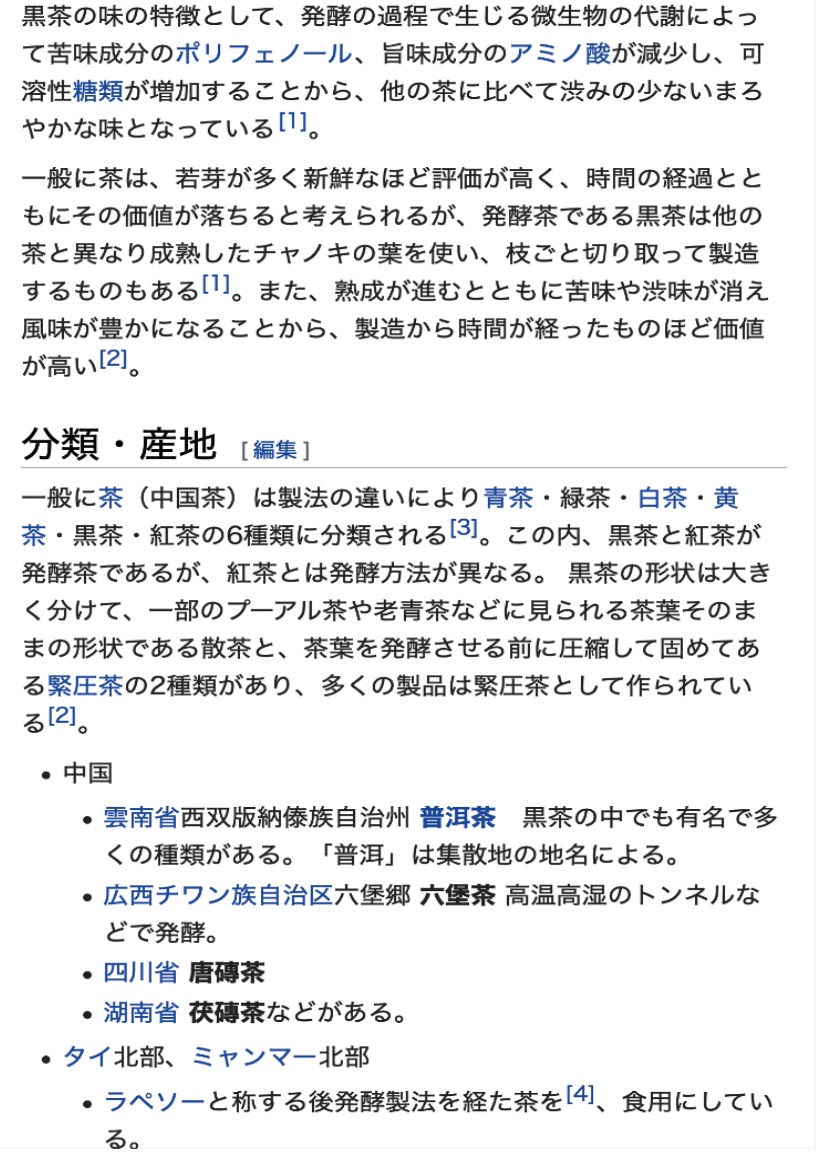 黒茶の味の特徴として、発酵の過程で生じる微生物の代謝によっ
て苦味成分のポリフェノール、旨味成分のアミノ酸が減少し、可
溶性糖類が増加することから、他の茶に比べて渋みの少ないまろ
やかな味となっている[1]。
一般に茶は、若芽が多く新鮮なほど評価が高く、時間の経過とと
もにその価値が落ちると考えられるが、発酵茶である黒茶は他の
茶と異なり成熟したチャノキの葉を使い、枝ごと切り取って製造
するものもある[1]。また、熟成が進むとともに苦味や渋味が消え
風味が豊かになることから、製造から時間が経ったものほど価値
が高い[2]。
分類・産地 [編集]
一般に茶（中国茶）は製法の違いにより青茶・緑茶・白茶・黄
茶・黒茶・紅茶の6種類に分類される[3]。この内、黒茶と紅茶が
発酵茶であるが、紅茶とは発酵方法が異なる。 黒茶の形状は大き
く分けて、一部のプーアル茶や老青茶などに見られる茶葉そのま
まの形状である散茶と、茶葉を発酵させる前に圧縮して固めてあ
る緊圧茶の2種類があり、多くの製品は緊圧茶として作られてい
る[2]。
• 中国
• 雲南省西双版納傣族自治州 普洱茶　黒茶の中でも有名で多
くの種類がある。「普洱」は集散地の地名による。
• 広西チワン族自治区六堡郷 六堡茶 高温高湿のトンネルな
どで発酵。
• 四川省 唐磚茶
• 湖南省 茯磚茶などがある。
• タイ北部、ミャンマー北部
• ラペソーと称する後発酵製法を経た茶を[4]、食用にしてい
る。